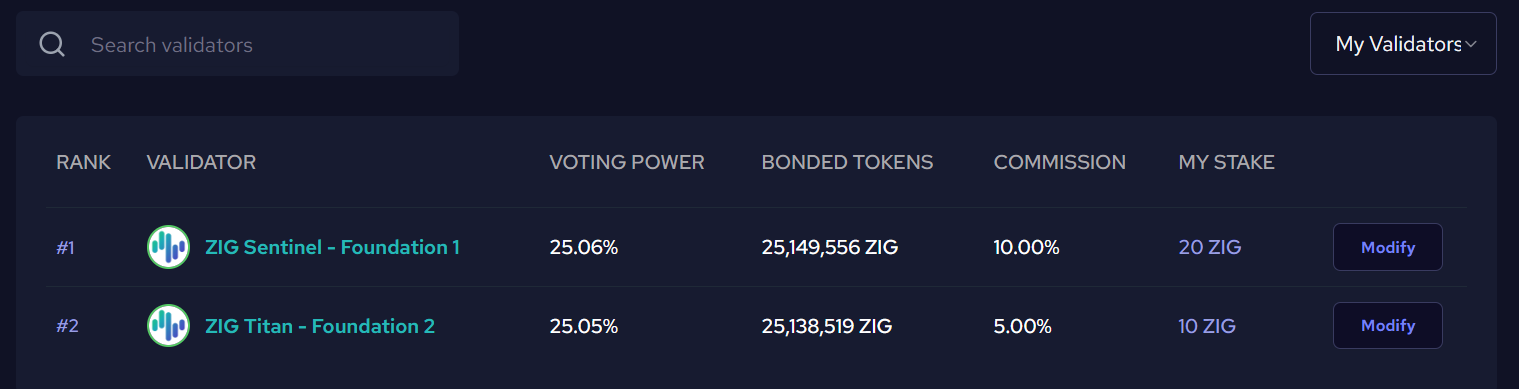 Search validators
My Validators
RANK VALIDATOR VOTING POWER BONDED TOKENS COMMISSION MY STAKE
#1 ZIG Sentinel - Foundation 1 25.06% 25,149,556 ZIG 10.00% 20 ZIG Modify
#2 ZIG Titan - Foundation 2 25.05% 25,138,519 ZIG 5.00% 10 ZIG Modify